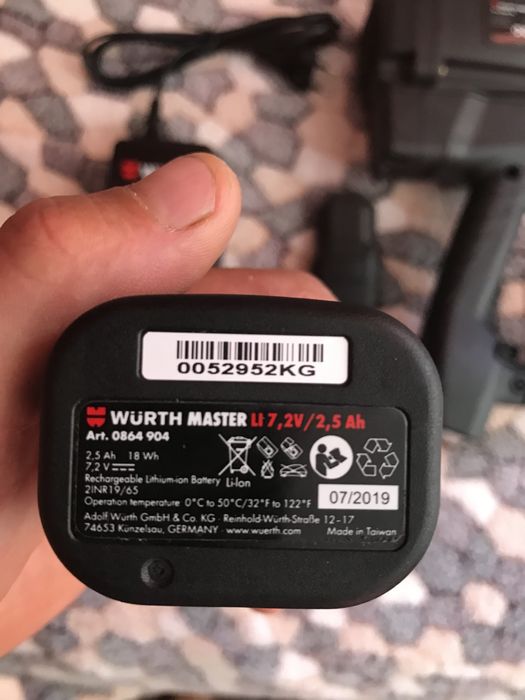 0052952KG
WÜRTH MASTER LI 7,2V/2,5 Ah
Art. 0864 904
2,5 Ah 18 Wh
7,2 V
Rechargeable Lithium-ion Battery Li-Ion
2INR19/65
07/2019
Operation temperature 0°C to 50°C/32°F to 122°F
Adolf Würth GmbH & Co. KG · Reinhold-Würth-Straße 12-17
74653 Künzelsau, GERMANY · www.wuerth.com Made in Taiwan